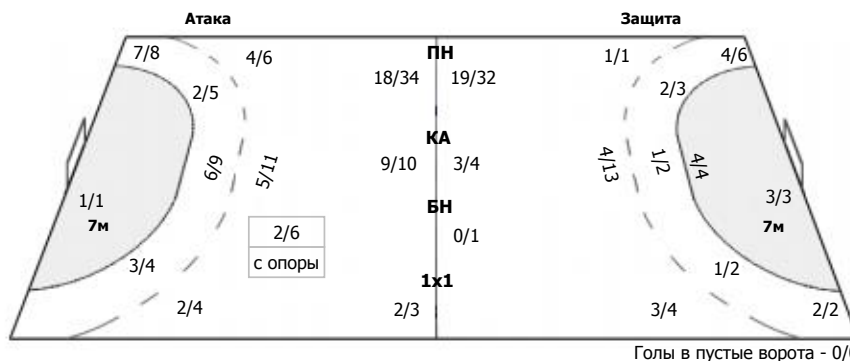 Атака Защита
7/8 4/6 ПН 1/1 4/6
18/34 19/32
2/5 2/3
КА
6/9 5/11 9/10 3/4 4/13 1/2 4/4
1/1 3/3
7м БН 7м
2/6 0/1
с опоры
3/4 1/2
1x1
2/4 2/3 3/4 2/2
Голы в пустые ворота - 0/